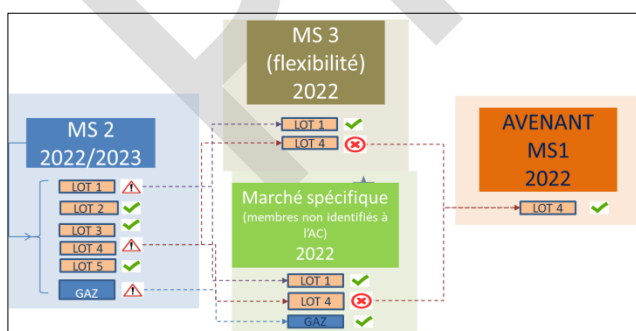 MS 2
2022/2023
LOT 1
LOT 2
LOT 3
LOT 4
LOT 5
GAZ
MS 3
(flexibilité)
2022
LOT 1
LOT 4
Marché spécifique
(membres non identifiés à
l'AC)
2022
LOT 1
LOT 4
GAZ
AVENANT
MS1
2022
LOT 4